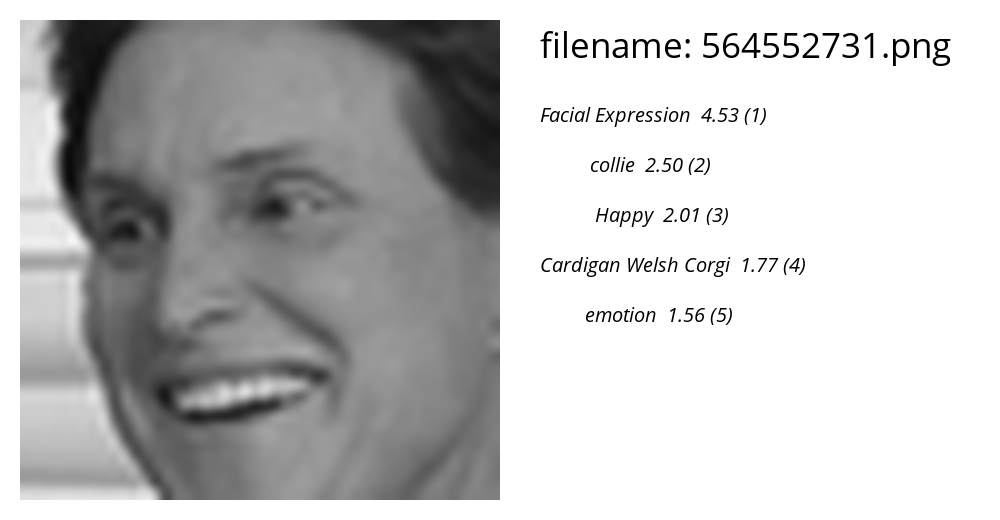 filename: 564552731.png
Facial Expression 4.53 (1)
collie 2.50 (2)
Happy 2.01 (3)
Cardigan Welsh Corgi 1.77 (4)
emotion 1.56 (5)